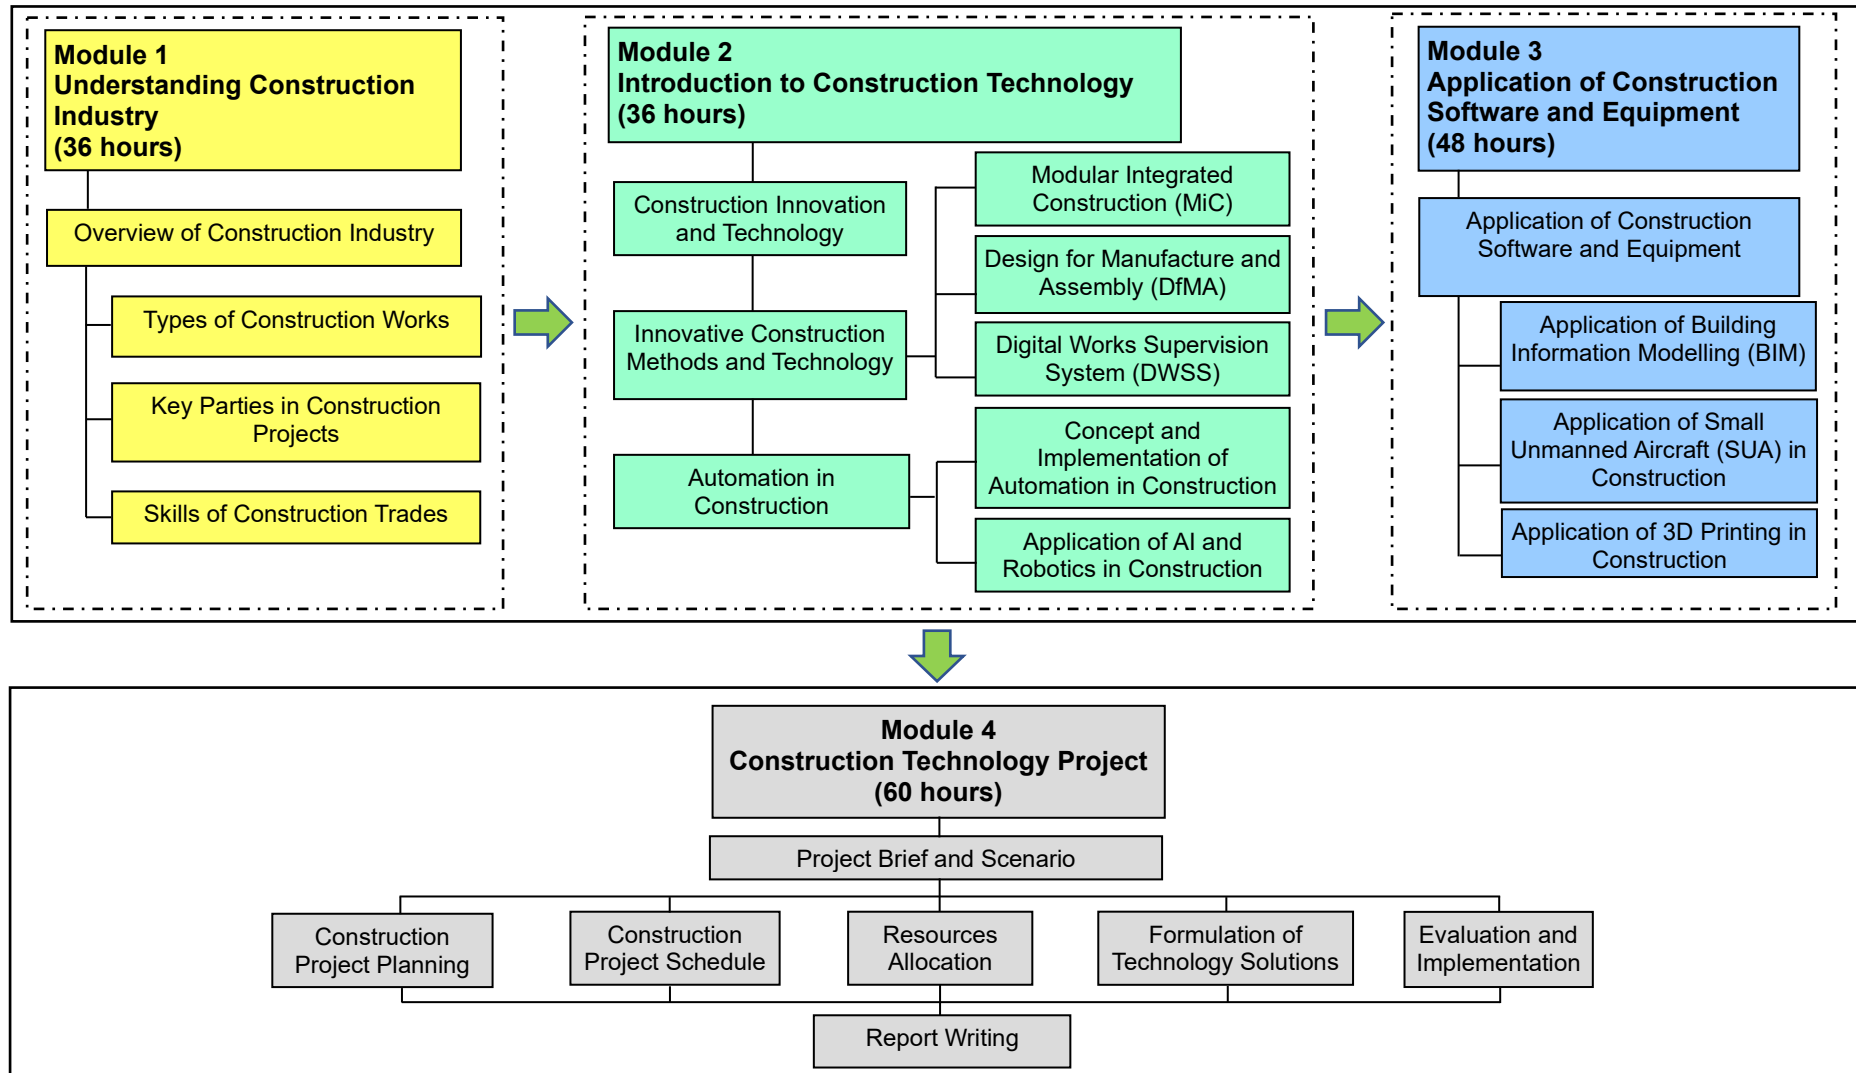 Module 1
Understanding Construction
Industry
(36 hours)
Overview of Construction Industry
Types of Construction Works
Key Parties in Construction
Projects
Skills of Construction Trades
Module 2
Introduction to Construction Technology
(36 hours)
Construction Innovation
and Technology
Innovative Construction
Methods and Technology
Modular Integrated
Construction (MiC)
Design for Manufacture and
Assembly (DfMA)
Digital Works Supervision
System (DWSS)
Automation in
Construction
Concept and
Implementation of
Automation in Construction
Application of AI and
Robotics in Construction
Module 3
Application of Construction
Software and Equipment
(48 hours)
Application of Construction
Software and Equipment
Application of Building
Information Modelling (BIM)
Application of Small
Unmanned Aircraft (SUA) in
Construction
Application of 3D Printing in
Construction
Module 4
Construction Technology Project
(60 hours)
Project Brief and Scenario
Construction
Project Planning
Construction
Project Schedule
Resources
Allocation
Formulation of
Technology Solutions
Evaluation and
Implementation
Report Writing